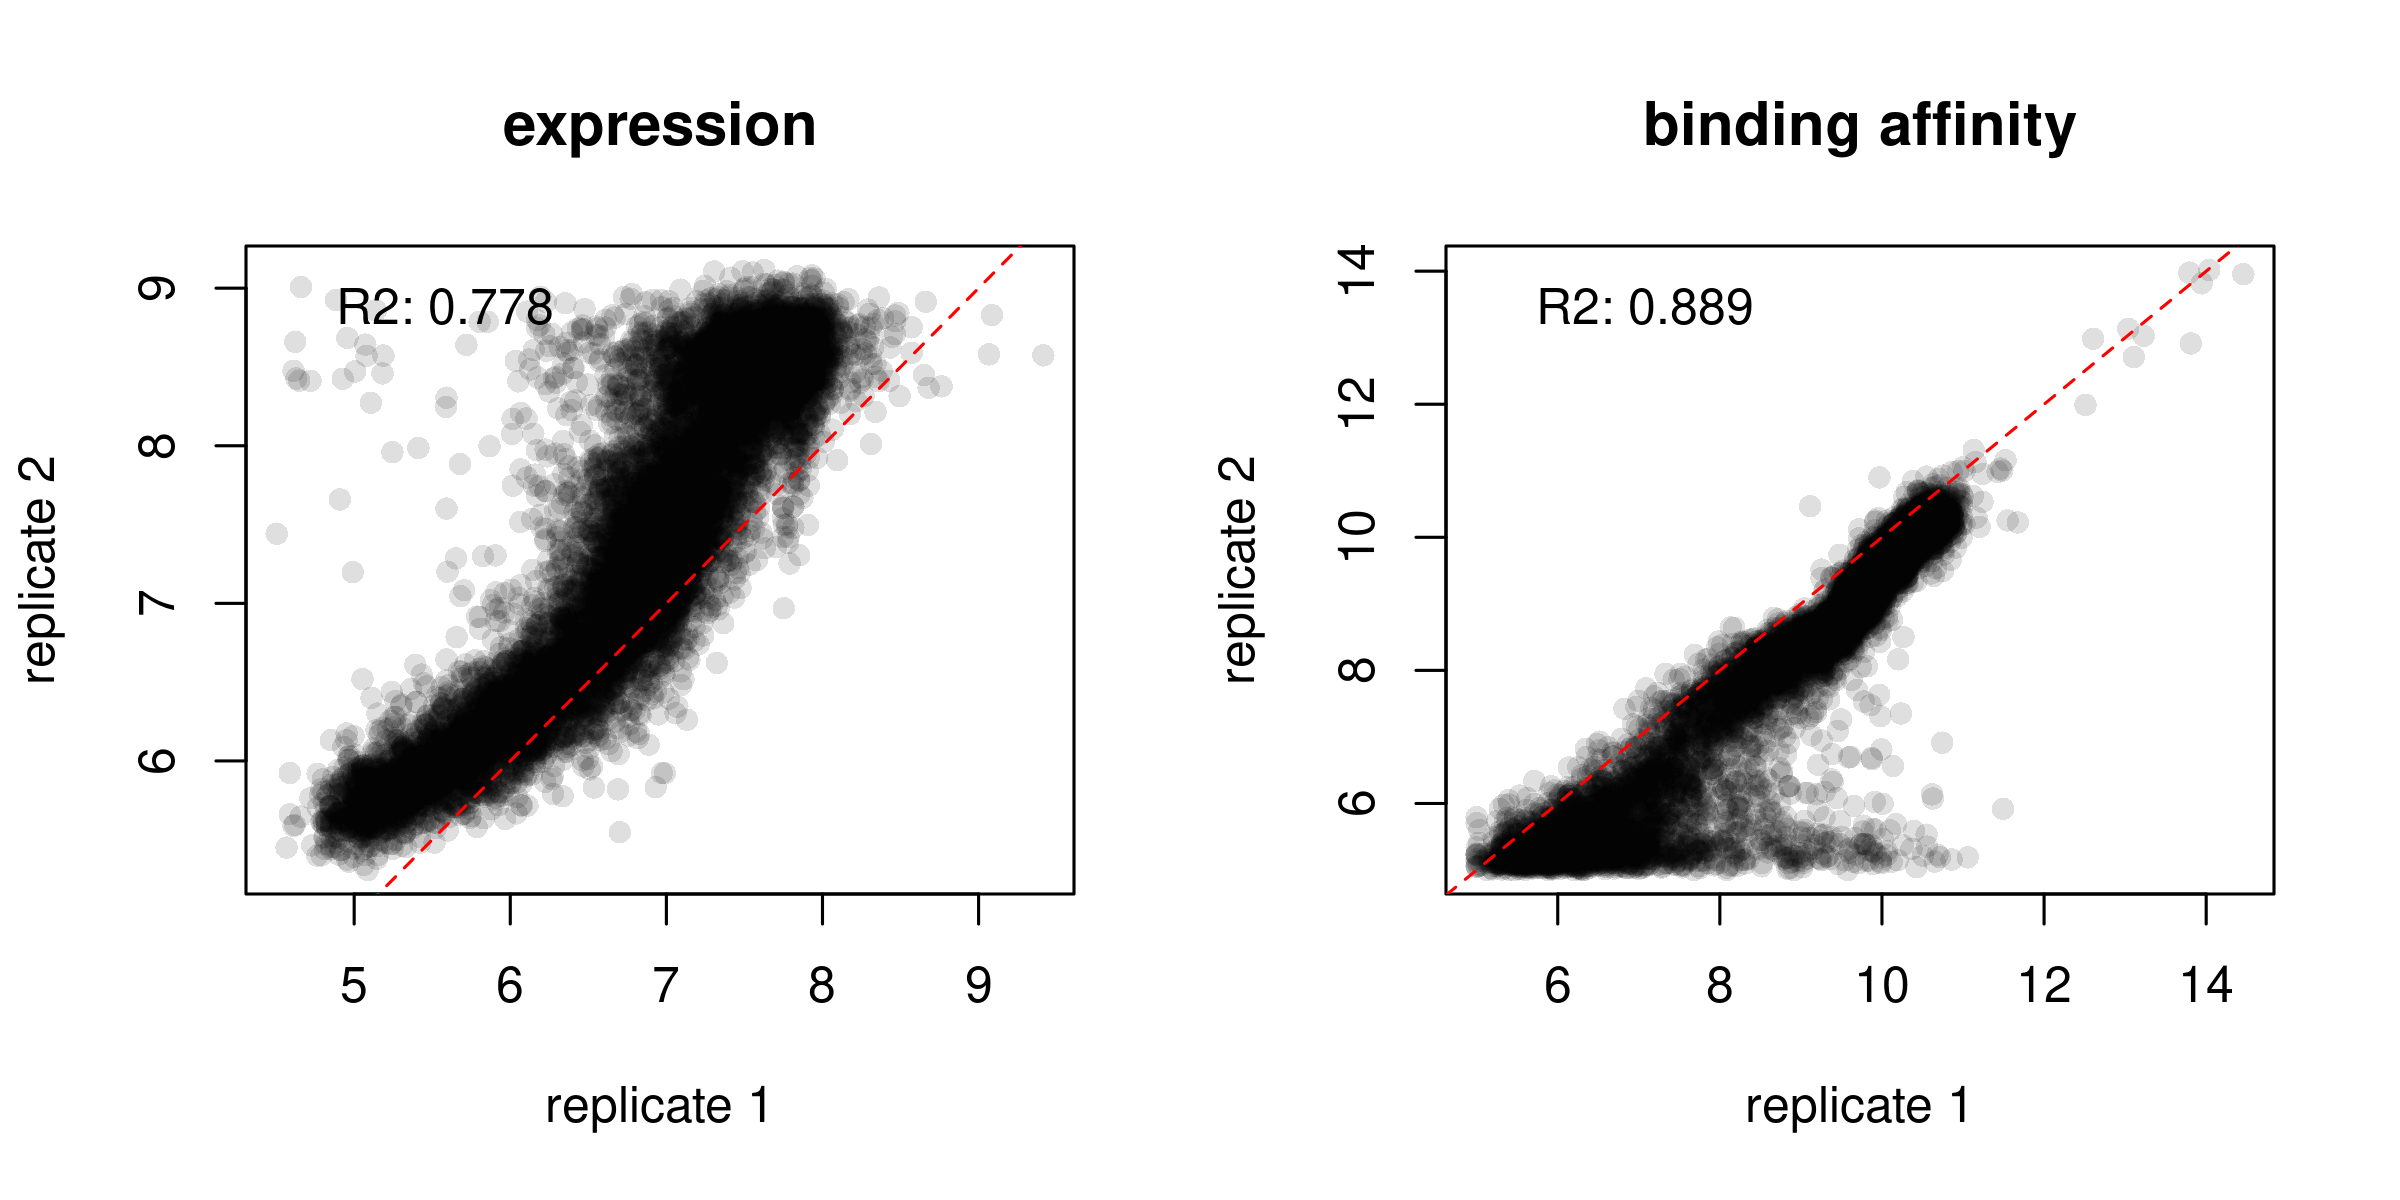 expression
R2: 0.778
9
8
7
6
replicate 2
5 6 7 8 9
replicate 1
binding affinity
R2: 0.889
14
12
10
8
6
replicate 2
6 8 10 12 14
replicate 1